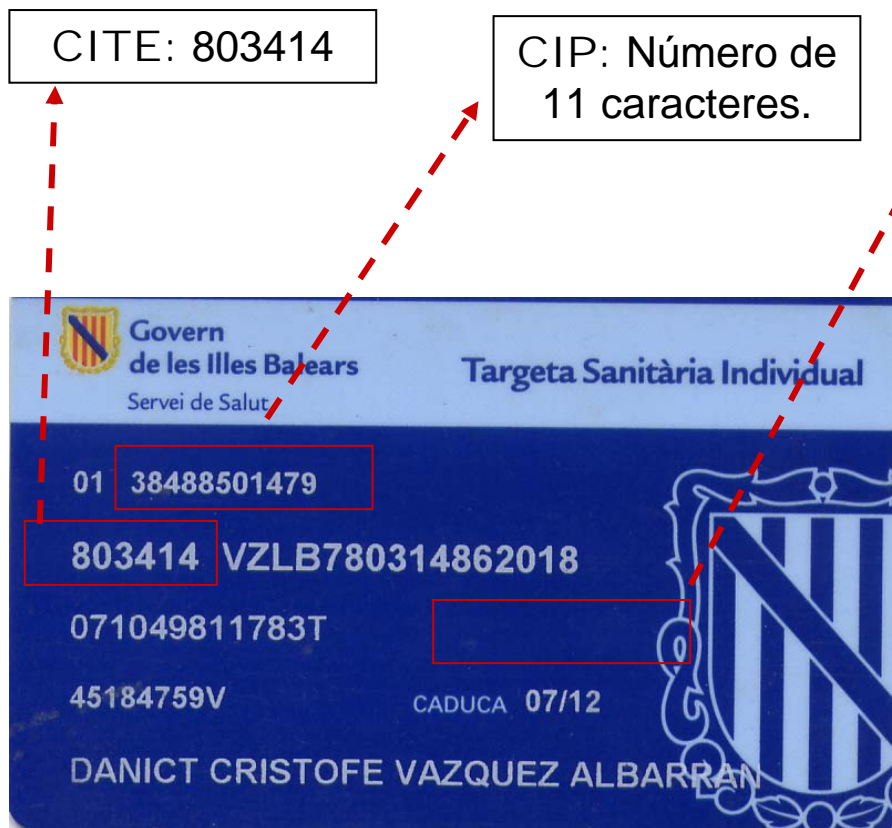 CITE: 803414
CIP: Número de
11 caracteres.
Govern
de les Illes Balears
Servei de Salut
Targeta Sanitària Individual
01 38488501479
803414 VZLB780314862018
071049811783T
45184759V CADUCA 07/12
DANICT CRISTOFE VAZQUEZ ALBARRAN